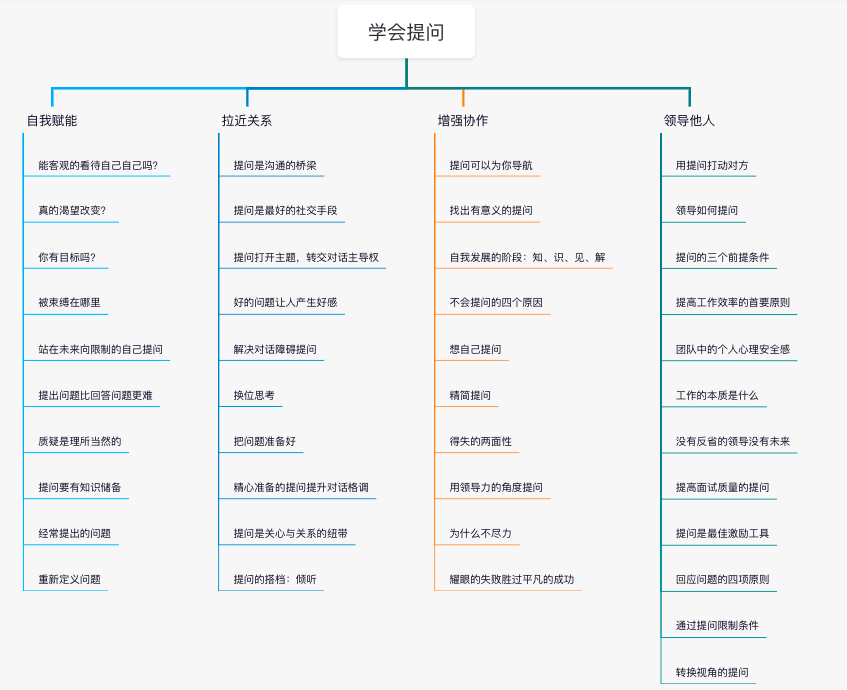 学会提问
自我赋能
能客观的看待自己自己吗?
真的渴望改变?
你有目标吗?
被束缚在哪里
站在未来向限制的自己提问
提出问题比回答问题更难
质疑是理所当然的
提问要有知识储备
经常提出的问题
重新定义问题
拉近关系
提问是沟通的桥梁
提问是最好的社交手段
提问打开主题，转交对话主导权
好的问题让人产生好感
解决对话障碍提问
换位思考
把问题准备好
精心准备的提问提升对话格调
提问是关心与关系的纽带
提问的搭档：倾听
增强协作
提问可以为你导航
找出有意义的提问
自我发展的阶段：知、识、见、解
不会提问的四个原因
想自己提问
精简提问
得失的两面性
用领导力的角度提问
为什么不尽力
耀眼的失败胜过平凡的成功
领导他人
用提问打动对方
领导如何提问
提问的三个前提条件
提高工作效率的首要原则
团队中的个人心理安全感
工作的本质是什么
没有反省的领导没有未来
提高面试质量的提问
提问是最佳激励工具
回应问题的四项原则
通过提问限制条件
转换视角的提问